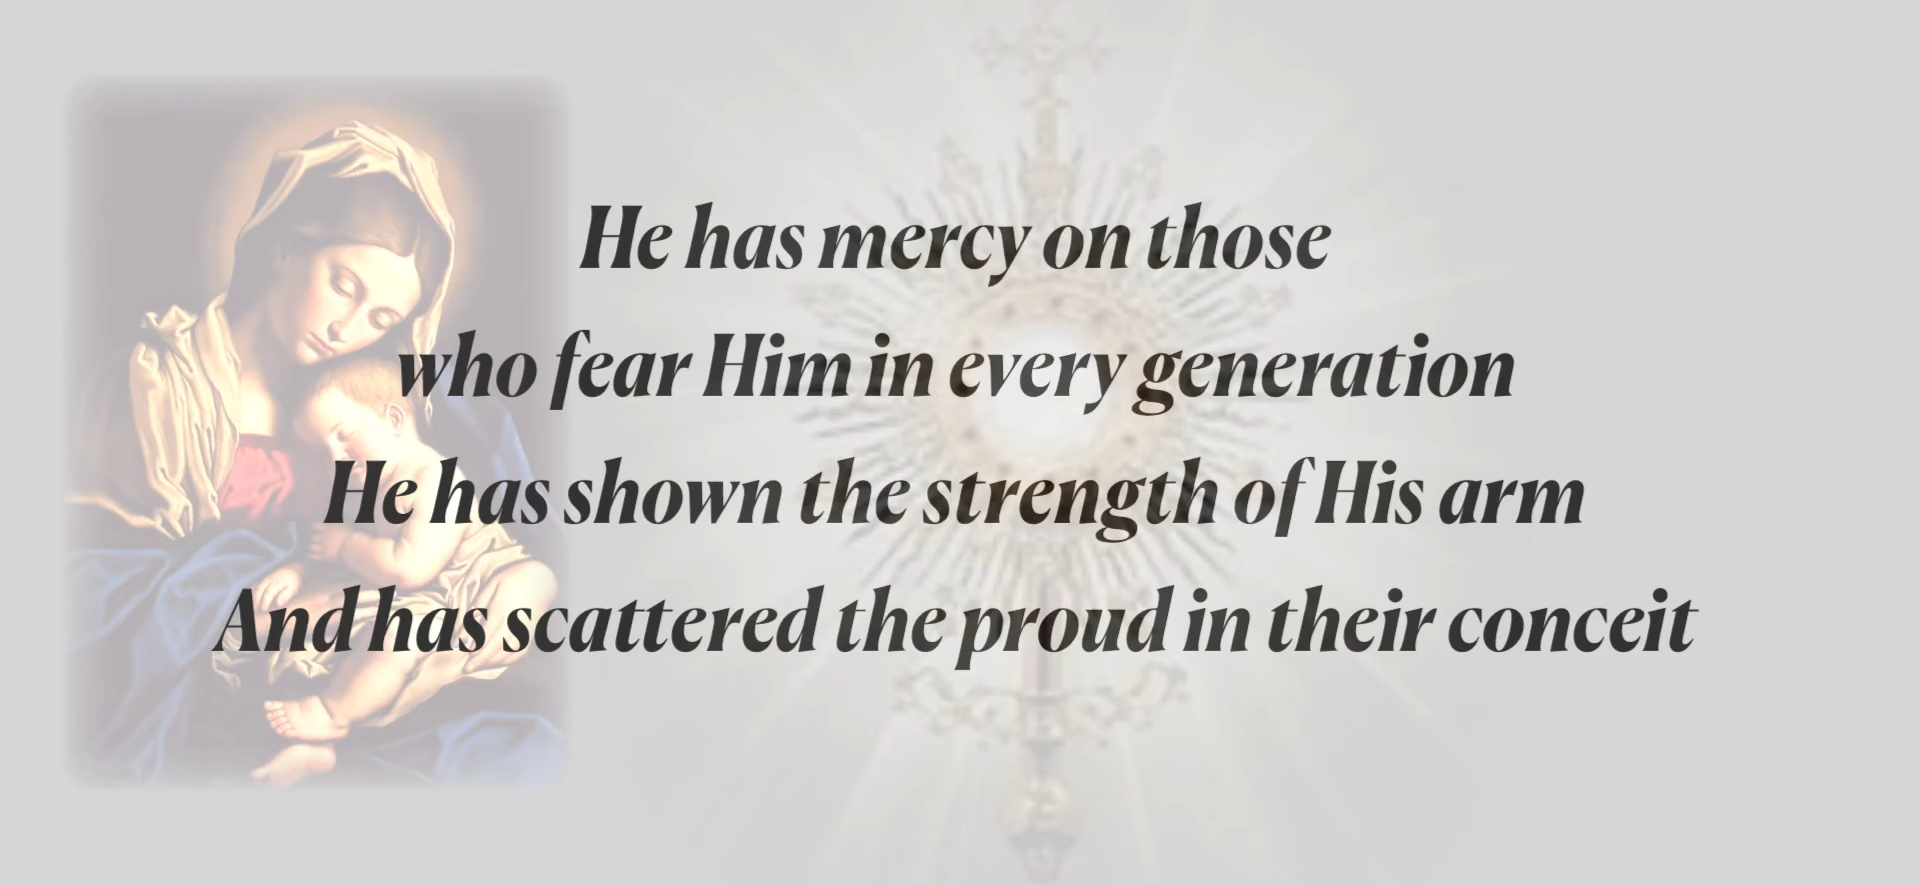 He has mercy on those
who fear Him in every generation
He has shown the strength of His arm
And has scattered the proud in their conceit